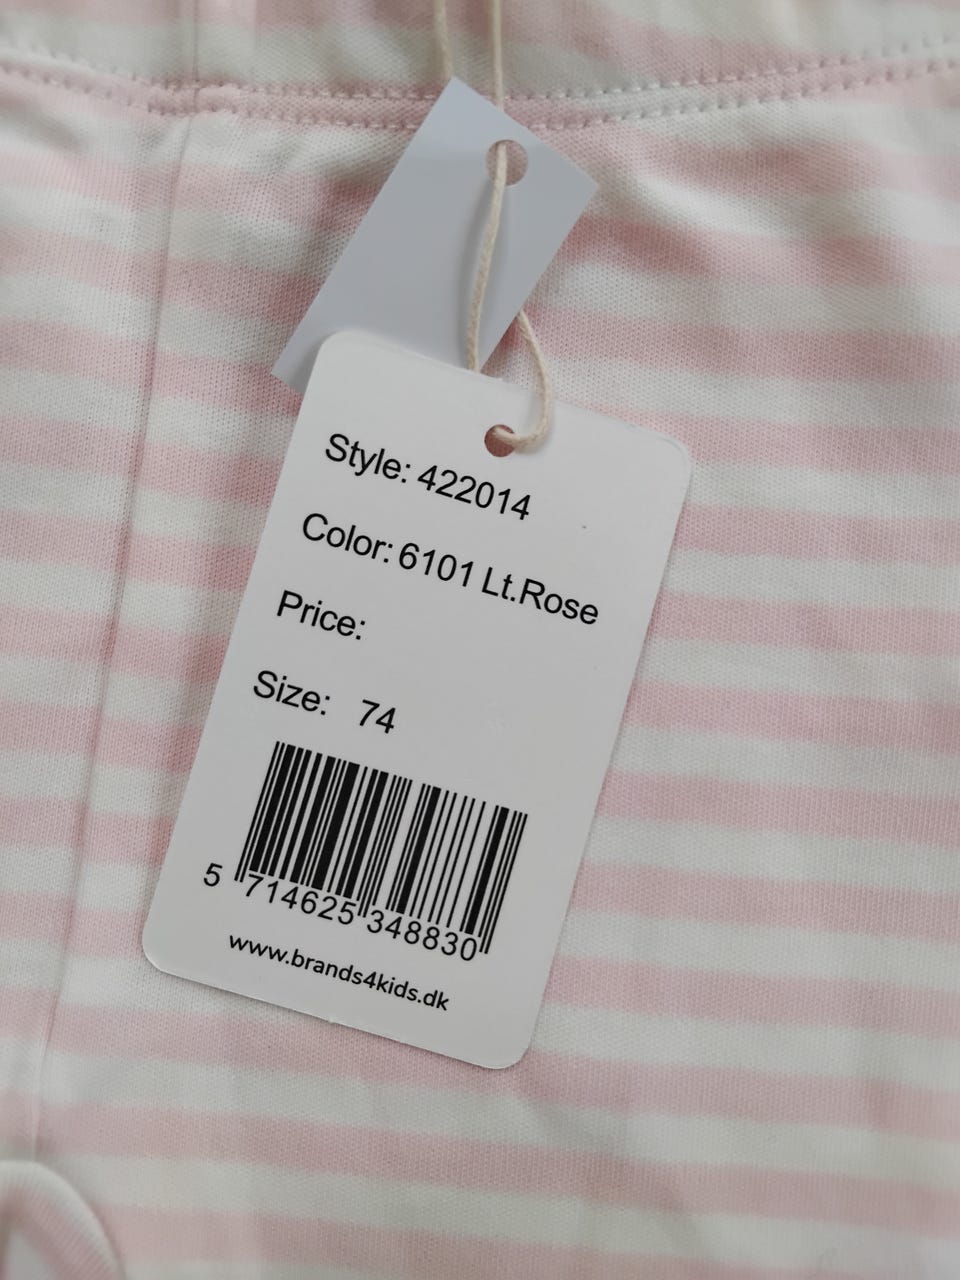 Style: 422014
Color: 6101 Lt.Rose
Price:
Size: 74
5 714625 348830
www.brands4kids.dk